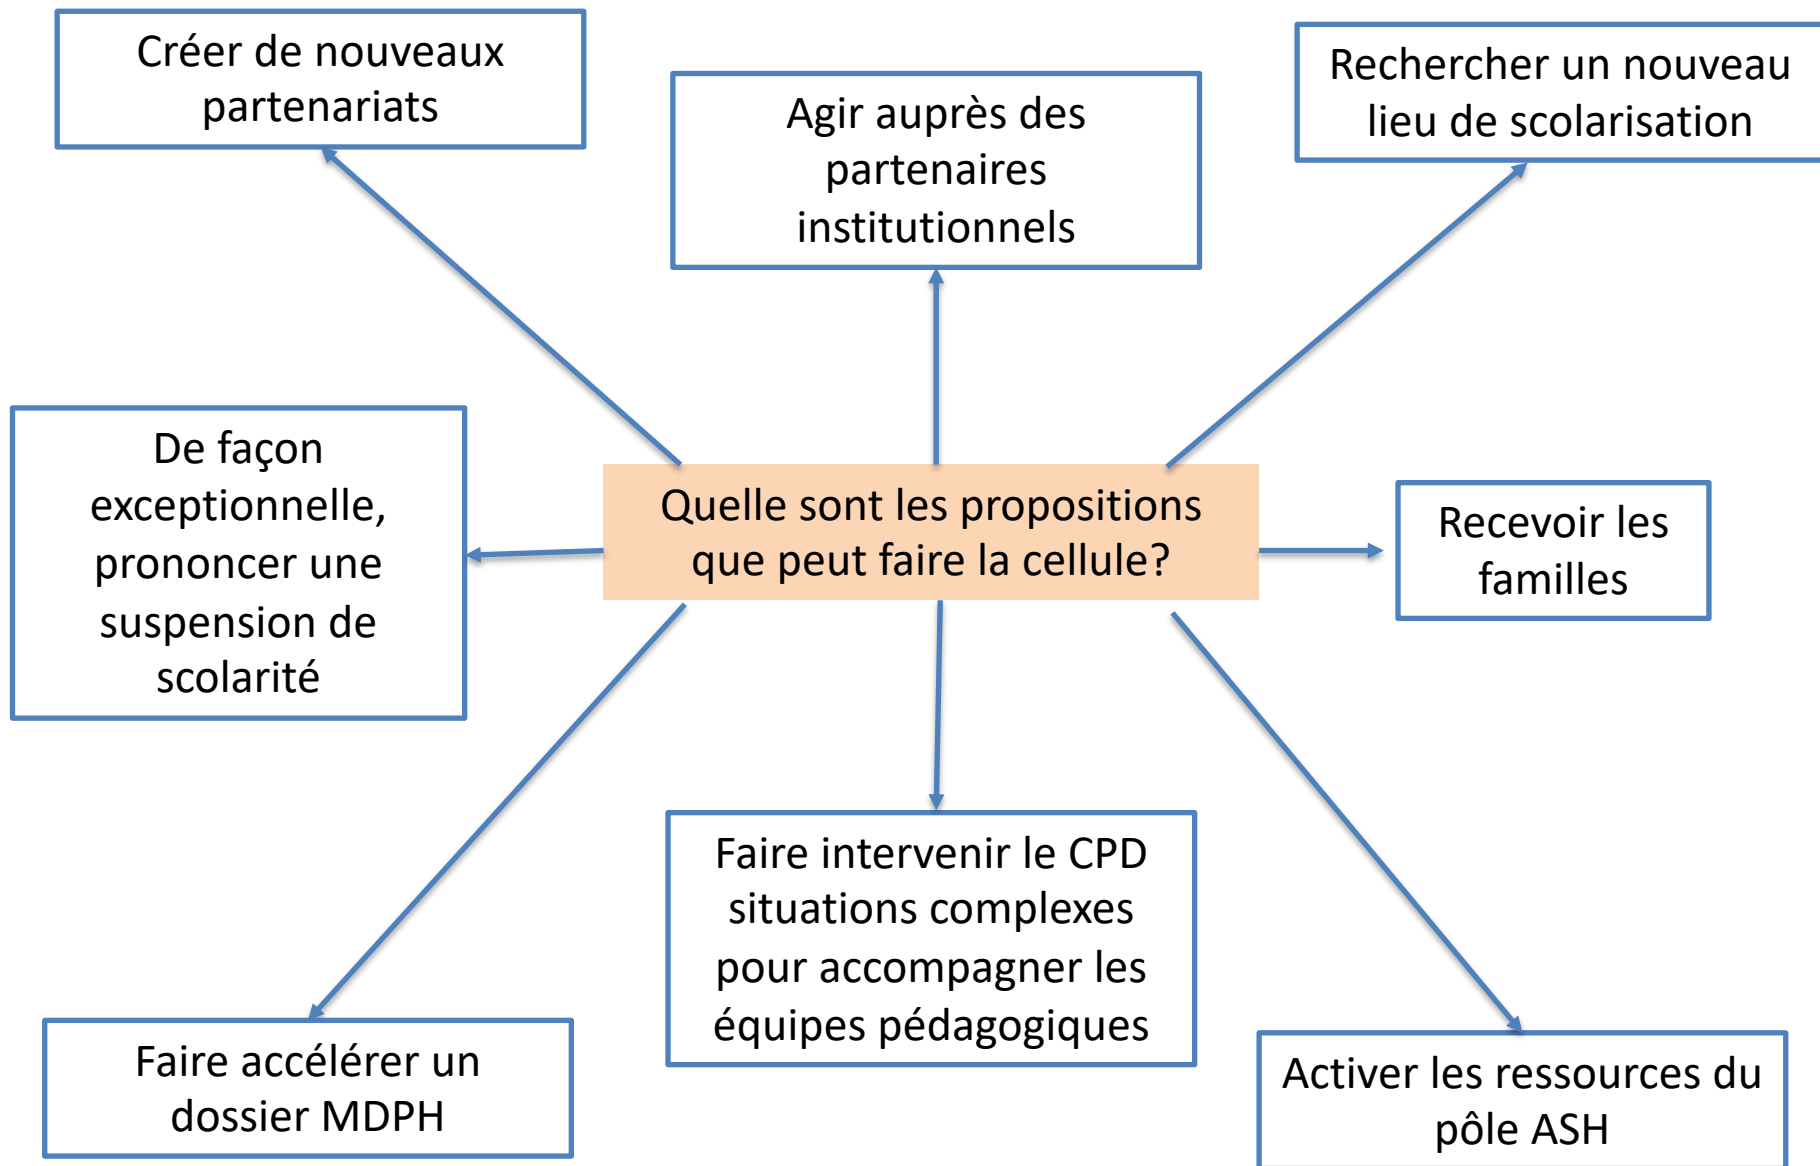 Créer de nouveaux
partenariats
Agir auprès des
partenaires
institutionnels
Rechercher un nouveau
lieu de scolarisation
De façon
exceptionnelle,
prononcer une
suspension de
scolarité
Quelle sont les propositions
que peut faire la cellule?
Recevoir les
familles
Faire accélérer un
dossier MDPH
Faire intervenir le CPD
situations complexes
pour accompagner les
équipes pédagogiques
Activer les ressources du
pôle ASH